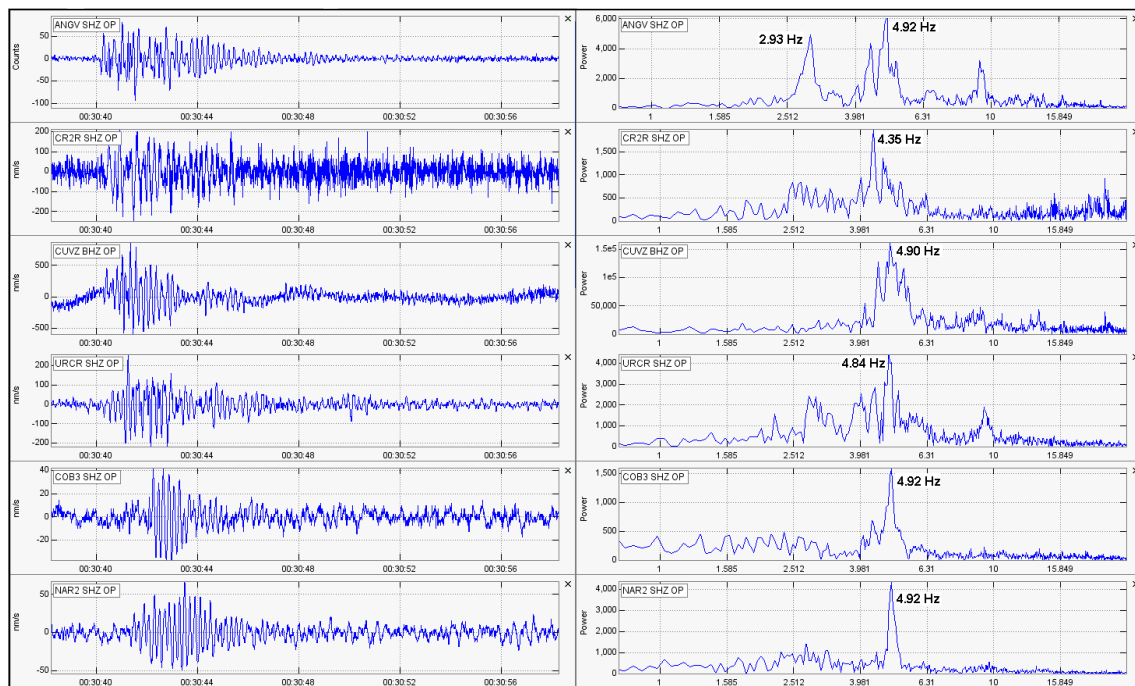 ANGV SHZ OP
Counts
50
0
-50
-100
00:30:40 00:30:44 00:30:48 00:30:52 00:30:56
ANGV SHZ OP
Power
6,000
4,000
2,000
0
2.93 Hz
4.92 Hz
1 1.585 2.512 3.981 6.31 10 15.849
CR2R SHZ OP
nm/s
200
100
0
-100
-200
00:30:40 00:30:44 00:30:48 00:30:52 00:30:56
CR2R SHZ OP
Power
1,500
1,000
500
0
4.35 Hz
1 1.585 2.512 3.981 6.31 10 15.849
CUVZ BHZ OP
nm/s
500
0
-500
00:30:40 00:30:44 00:30:48 00:30:52 00:30:56
CUVZ BHZ OP
Power
1.5e5
1e5
50,000
0
4.90 Hz
1 1.585 2.512 3.981 6.31 10 15.849
URCR SHZ OP
nm/s
200
100
0
-100
-200
00:30:40 00:30:44 00:30:48 00:30:52 00:30:56
URCR SHZ OP
Power
4,000
3,000
2,000
1,000
0
4.84 Hz
1 1.585 2.512 3.981 6.31 10 15.849
COB3 SHZ OP
nm/s
40
20
0
-20
00:30:40 00:30:44 00:30:48 00:30:52 00:30:56
COB3 SHZ OP
Power
1,500
1,000
500
0
4.92 Hz
1 1.585 2.512 3.981 6.31 10 15.849
NAR2 SHZ OP
nm/s
50
0
-50
00:30:40 00:30:44 00:30:48 00:30:52 00:30:56
NAR2 SHZ OP
Power
4,000
3,000
2,000
1,000
0
4.92 Hz
1 1.585 2.512 3.981 6.31 10 15.849